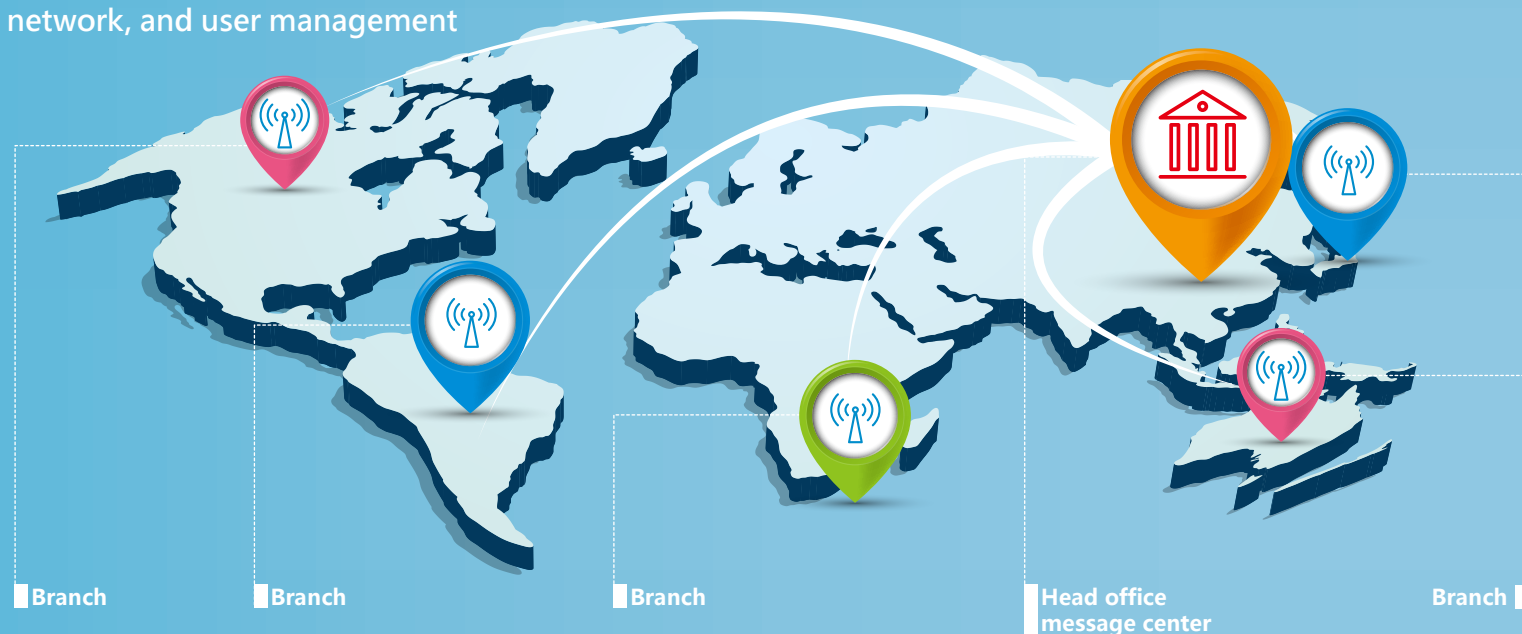 network, and user management
Branch
Branch
Branch
Head office
message center
Branch